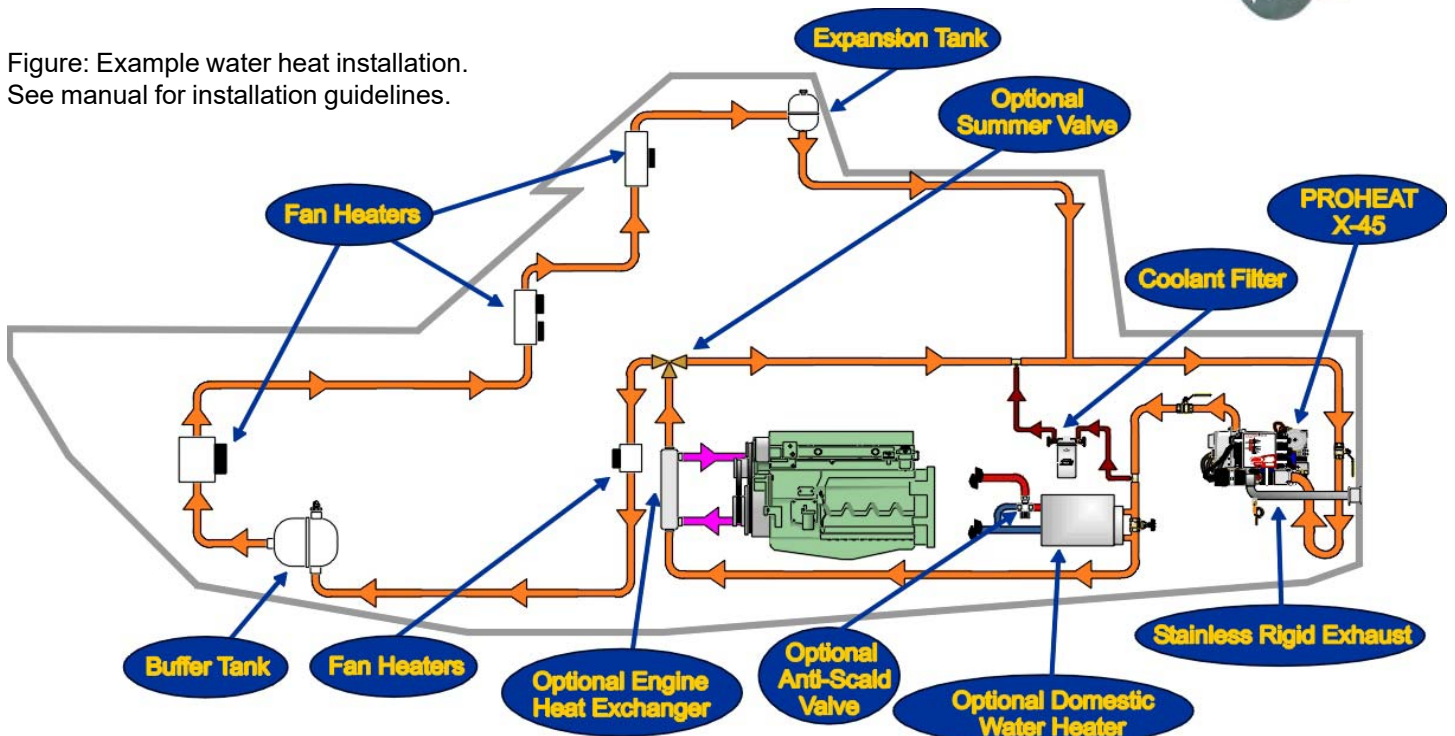 Figure: Example water heat installation.
See manual for installation guidelines.
Expansion Tank
Optional
Summer Valve
PROHEAT
X-45
Fan Heaters
Coolant Filter
Buffer Tank
Fan Heaters
Optional Engine
Heat Exchanger
Optional
Anti-Scald
Valve
Optional Domestic
Water Heater
Stainless Rigid Exhaust